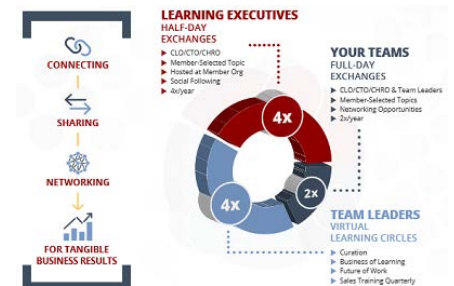 CONNECTING
SHARING
NETWORKING
FOR TANGIBLE
BUSINESS RESULTS
LEARNING EXECUTIVES
HALF-DAY
EXCHANGES
CLO/CTO/CHRO
Member-Selected Topic
Hosted at Member Org
Social Following
4x/year
YOUR TEAMS
FULL-DAY
EXCHANGES
CLO/CTO/CHRO & Team Leaders
Member-Selected Topics
Networking Opportunities
2x/year
4x
2x
4x
TEAM LEADERS
VIRTUAL
LEARNING CIRCLES
Curation
Business of Learning
Future of Work
Sales Training Quarterly